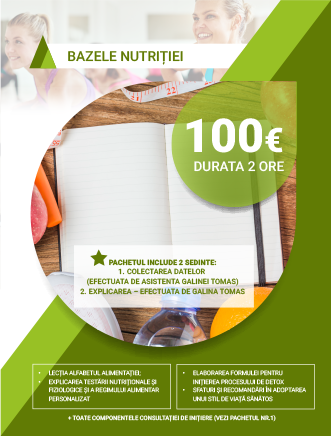 BAZELE NUTRIȚIEI
100€
DURATA 2 ORE
PACHETUL INCLUDE 2 SEDINTE:
1. COLECTAREA DATELOR
(EFECTUATA DE ASISTENTA GALINEI TOMAS)
2. EXPLICAREA – EFECTUATA DE GALINA TOMAS
• LECȚIA ALFABETUL ALIMENTAȚIEI;
• EXPLICAREA TESTĂRII NUTRIȚIONALE ȘI
FIZIOLOGICE ȘI A REGIMULUI ALIMENTAR
PERSONALIZAT
• ELABORAREA FORMULEI PENTRU
INIȚIEREA PROCESULUI DE DETOX
• SFATURI ȘI RECOMANDĂRI ÎN ADOPTAREA
UNUI STIL DE VIAȚĂ SĂNĂTOS
+ TOATE COMPONENTELE CONSULTAȚIEI DE INIȚIERE (VEZI PACHETUL NR.1)